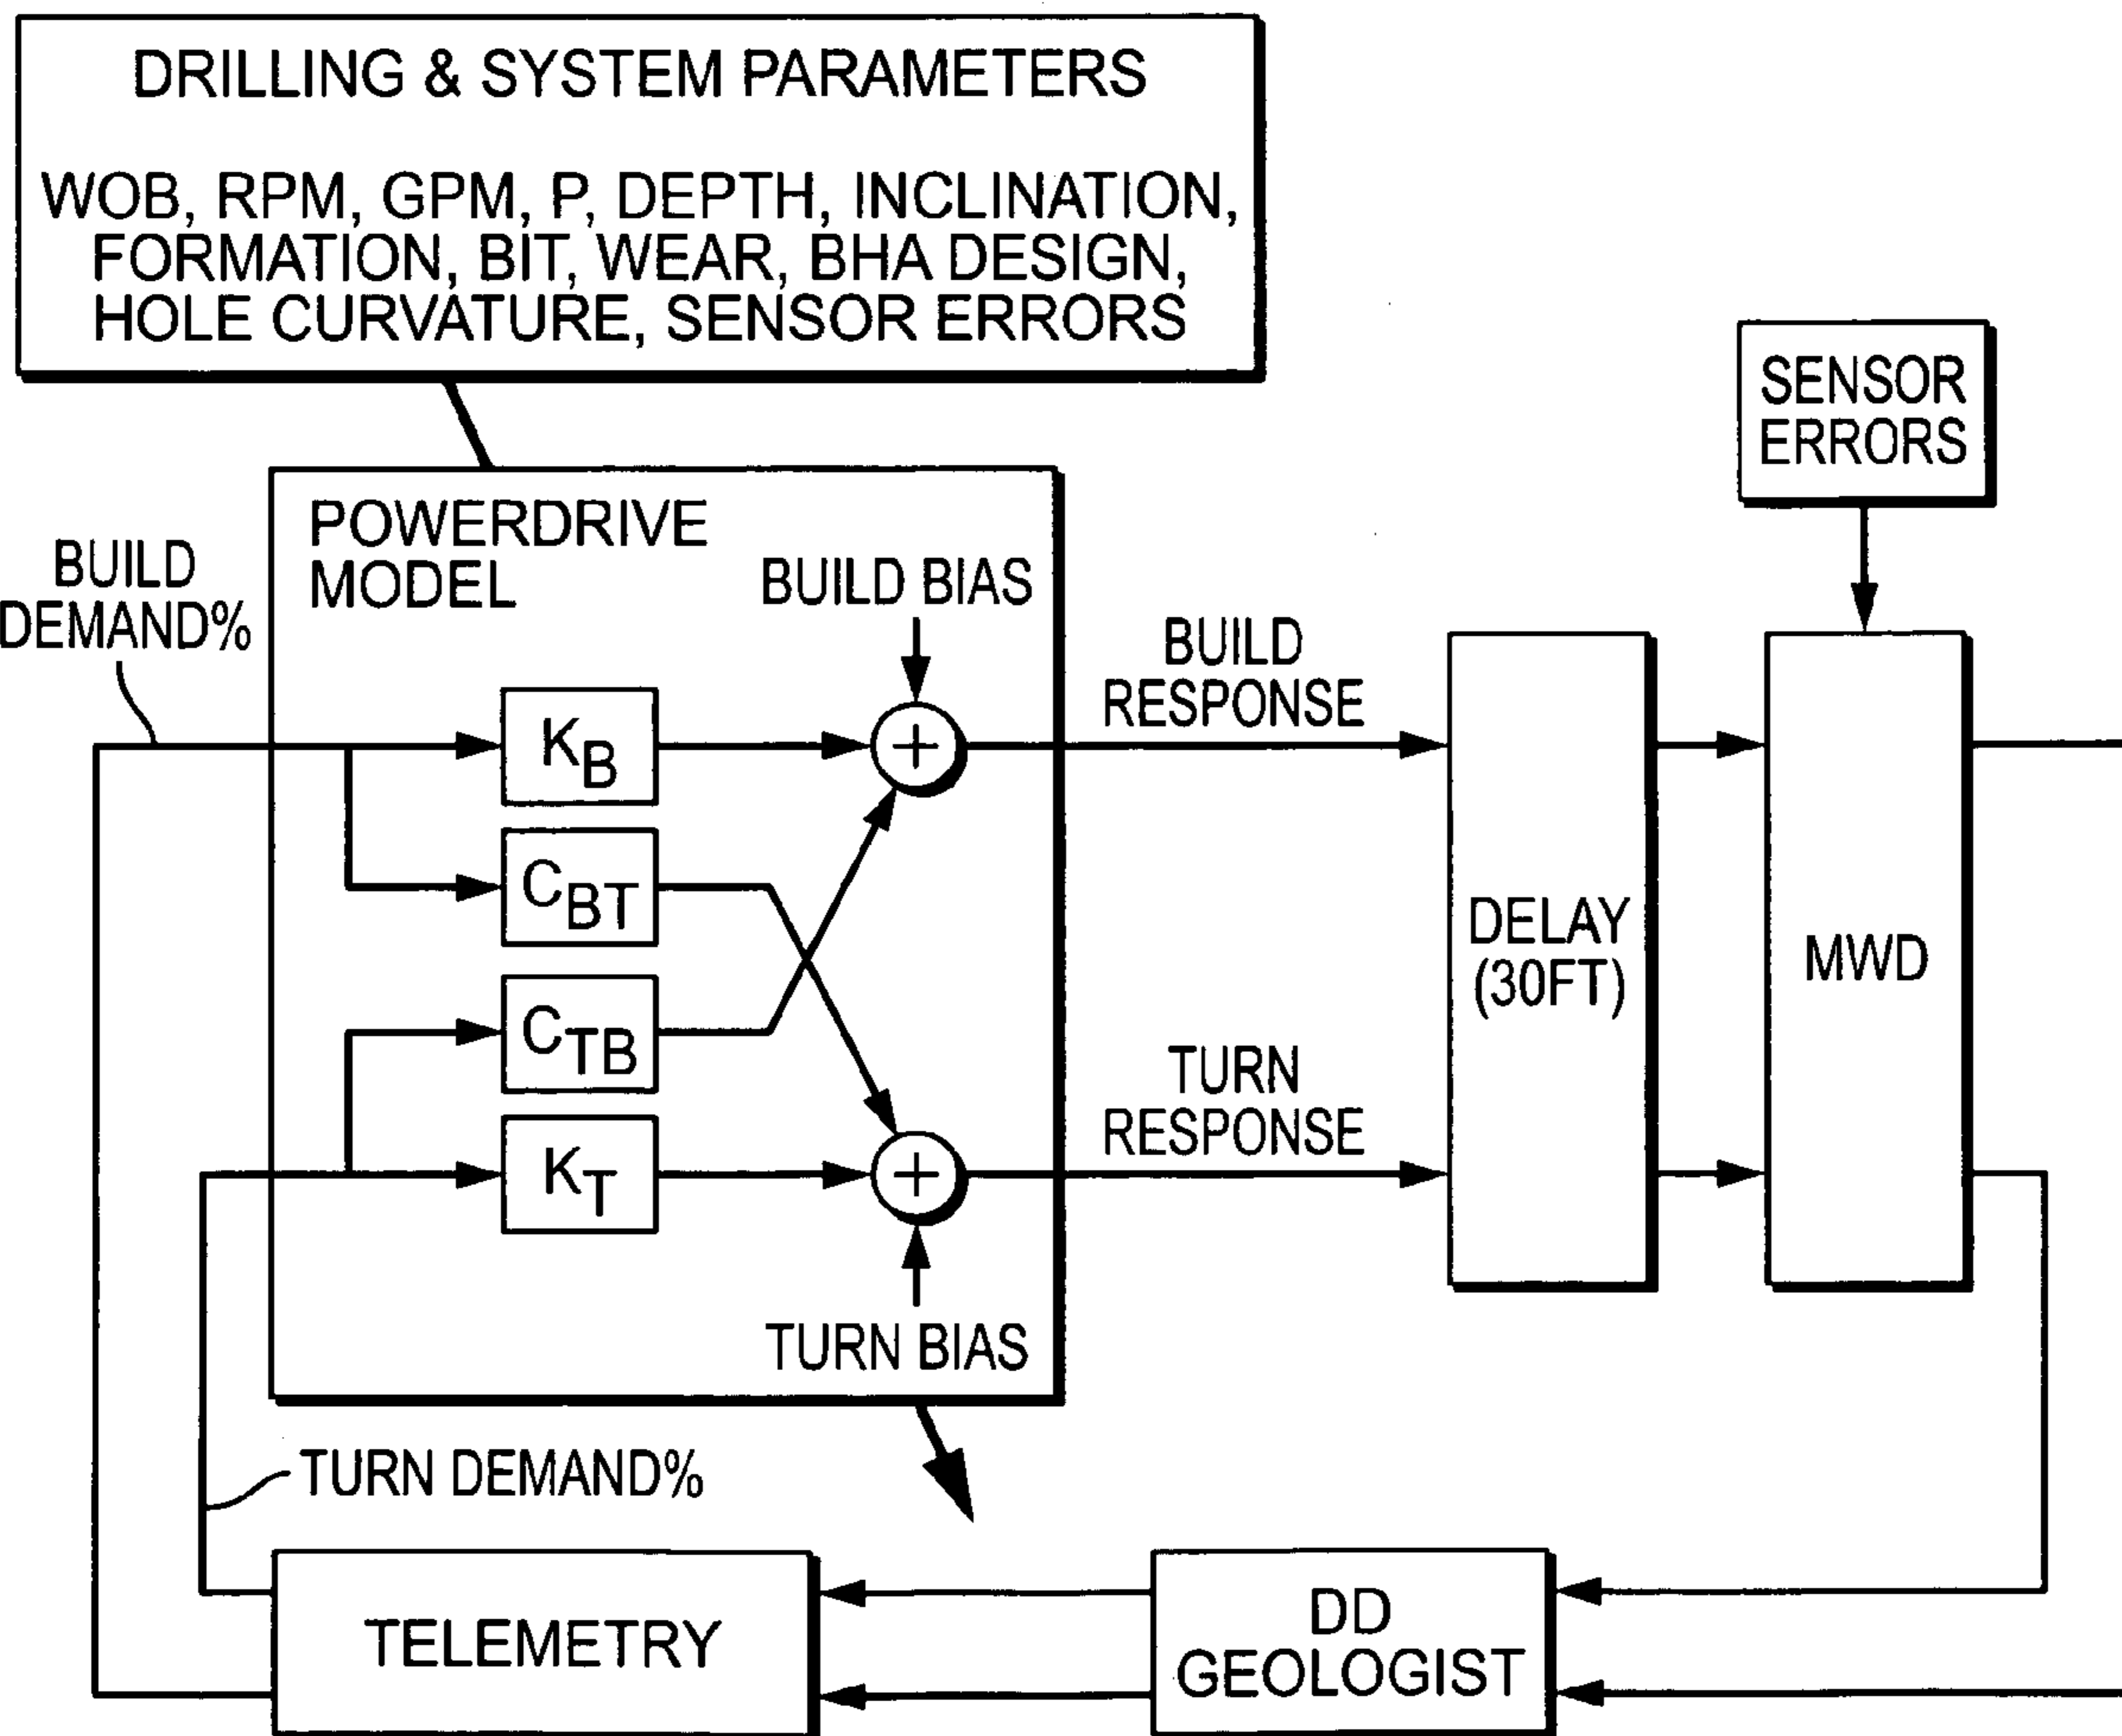 DRILLING & SYSTEM PARAMETERS
WOB, RPM, GPM, P, DEPTH, INCLINATION,
FORMATION, BIT, WEAR, BHA DESIGN,
HOLE CURVATURE, SENSOR ERRORS
SENSOR
ERRORS
POWERDRIVE
MODEL
BUILD
DEMAND%
BUILD BIAS
BUILD
RESPONSE
KB
CBT
CTB
KT
+
+
DELAY
(30FT)
MWD
TURN
RESPONSE
TURN BIAS
TURN DEMAND%
TELEMETRY
DD
GEOLOGIST